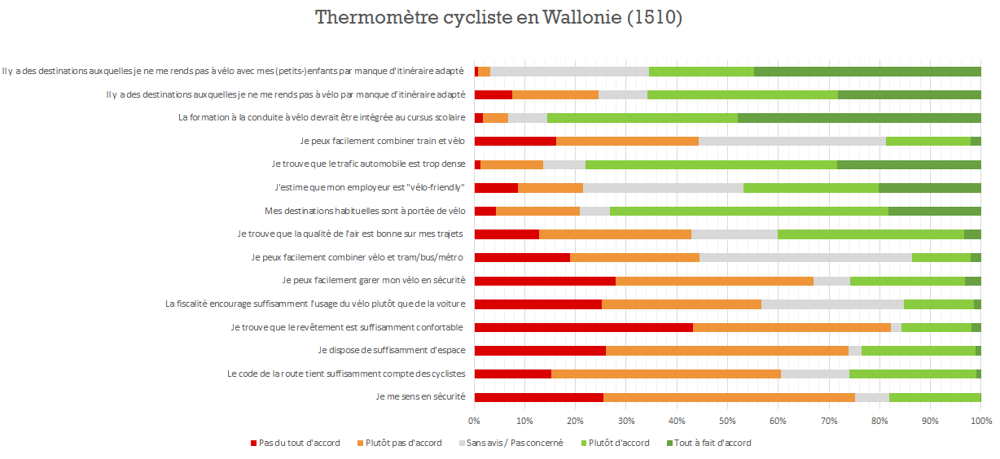 Thermomètre cycliste en Wallonie (1510)
Il y a des destinations auxquelles je ne me rends pas à vélo avec mes (petits-)enfants par manque d'itinéraire adapté
Il y a des destinations auxquelles je ne me rends pas à vélo par manque d'itinéraire adapté
La formation à la conduite à vélo devrait être intégrée au cursus scolaire
Je peux facilement combiner train et vélo
Je trouve que le trafic automobile est trop dense
J'estime que mon employeur est "vélo-friendly"
Mes destinations habituelles sont à portée de vélo
Je trouve que la qualité de l'air est bonne sur mes trajets
Je peux facilement combiner vélo et tram/bus/métro
Je peux facilement garer mon vélo en sécurité
La fiscalité encourage suffisamment l'usage du vélo plutôt que de la voiture
Je trouve que le revêtement est suffisamment confortable
Je dispose de suffisamment d'espace
Le code de la route tient suffisamment compte des cyclistes
Je me sens en sécurité
0% 10% 20% 30% 40% 50% 60% 70% 80% 90% 100%
Pas du tout d'accord Plutôt pas d'accord Sans avis / Pas concerné Plutôt d'accord Tout à fait d'accord